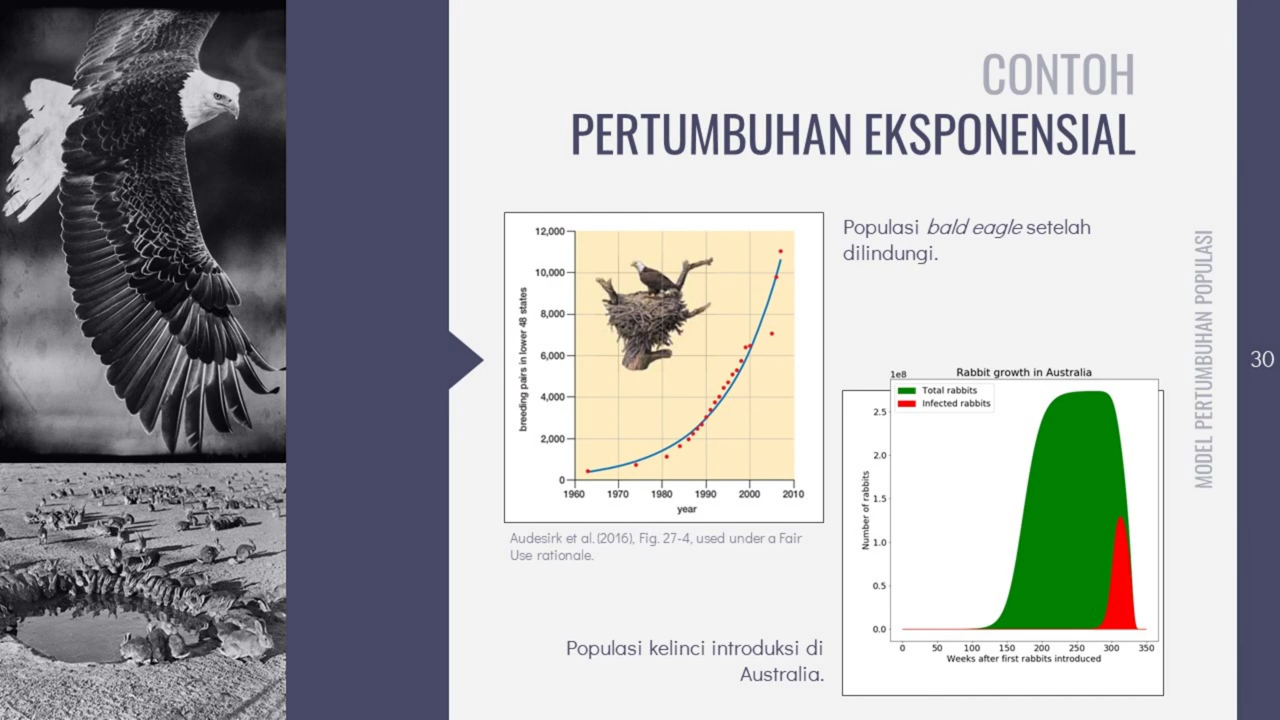 CONTOH
PERTUMBUHAN EKSPONENSIAL
12,000
10,000
8,000
6,000
4,000
2,000
0
breeding pairs in lower 48 states
1960 1970 1980 1990 2000 2010
year
Populasi bald eagle setelah
dilindungi.
Audesirk et al. (2016), Fig. 27-4, used under a Fair
Use rationale.
Rabbit growth in Australia
1e8
Total rabbits
Infected rabbits
2.5
2.0
1.5
1.0
0.5
0.0
Number of rabbits
0 50 100 150 200 250 300 350
Weeks after first rabbits introduced
Populasi kelinci introduksi di
Australia.
MODEL PERTUMBUHAN POPULASI
30